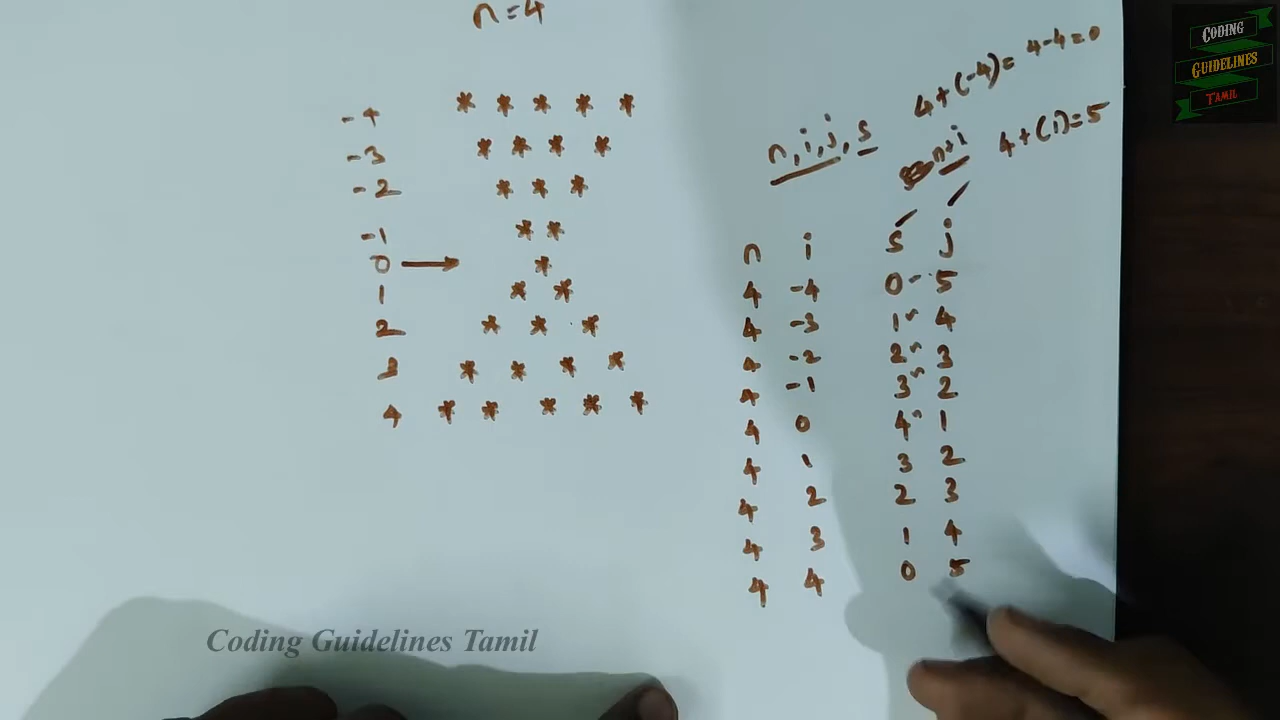 n=4
-4 * * * * *
-3 * * * *
-2 * * *
-1 * *
0 → *
1 * *
2 * * *
3 * * * *
4 * * * * *
4+(-4)= 4-4=0
n, i, j, s
n+i
4+(1)=5
n i s j
4 -4 0 - 5
4 -3 1 4
4 -2 2 3
4 -1 3 2
4 0 4 1
4 1 3 2
4 2 2 3
4 3 1 4
4 4 0 5
CODING
GUIDELINES
TAMIL
Coding Guidelines Tamil